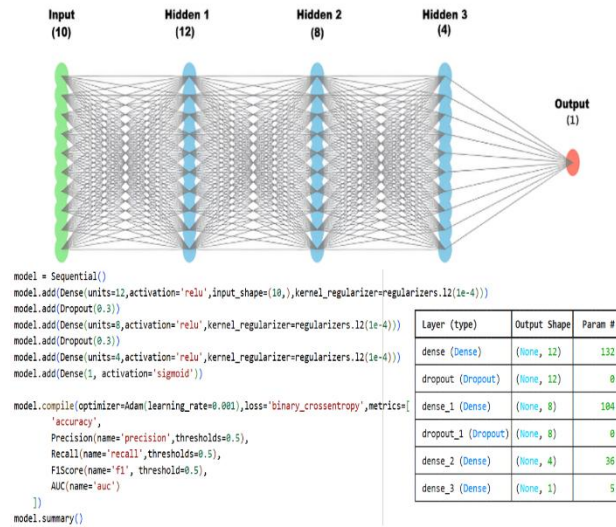 Input
(10)
Hidden 1
(12)
Hidden 2
(8)
Hidden 3
(4)
Output
(1)
model = Sequential()
model.add(Dense(units=12,activation='relu',input_shape=(10,),kernel_regularizer=regularizers.l2(1e-4)))
model.add(Dropout(0.3))
model.add(Dense(units=8,activation='relu',kernel_regularizer=regularizers.l2(1e-4)))
model.add(Dropout(0.3))
model.add(Dense(units=4,activation='relu',kernel_regularizer=regularizers.l2(1e-4)))
model.add(Dense(1, activation='sigmoid'))
model.compile(optimizer=Adam(learning_rate=0.001),loss='binary_crossentropy',metrics=[
'accuracy',
Precision(name='precision',thresholds=0.5),
Recall(name='recall',thresholds=0.5),
F1Score(name='f1', threshold=0.5),
AUC(name='auc')
])
model.summary()
Layer (type) Output Shape Param #
dense (Dense) (None, 12) 132
dropout (Dropout) (None, 12) 0
dense_1 (Dense) (None, 8) 104
dropout_1 (Dropout) (None, 8) 0
dense_2 (Dense) (None, 4) 36
dense_3 (Dense) (None, 1) 5